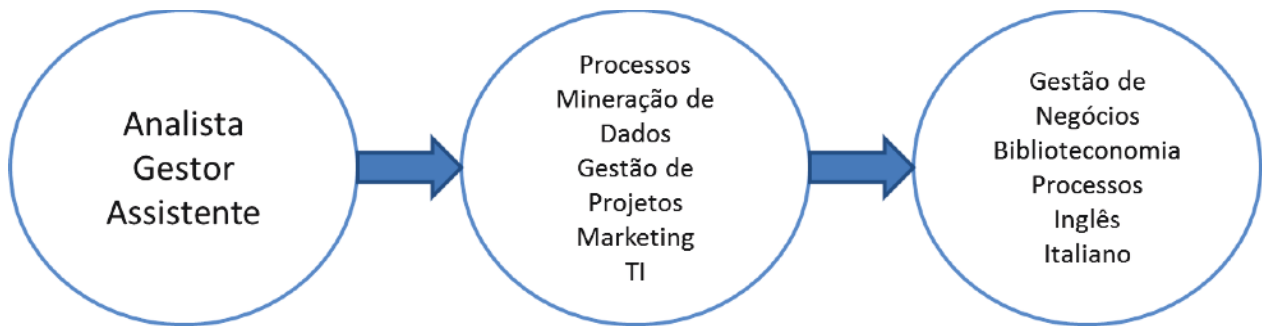 Analista
Gestor
Assistente
Processos
Mineração de
Dados
Gestão de
Projetos
Marketing
TI
Gestão de
Negócios
Biblioteconomia
Processos
Inglês
Italiano